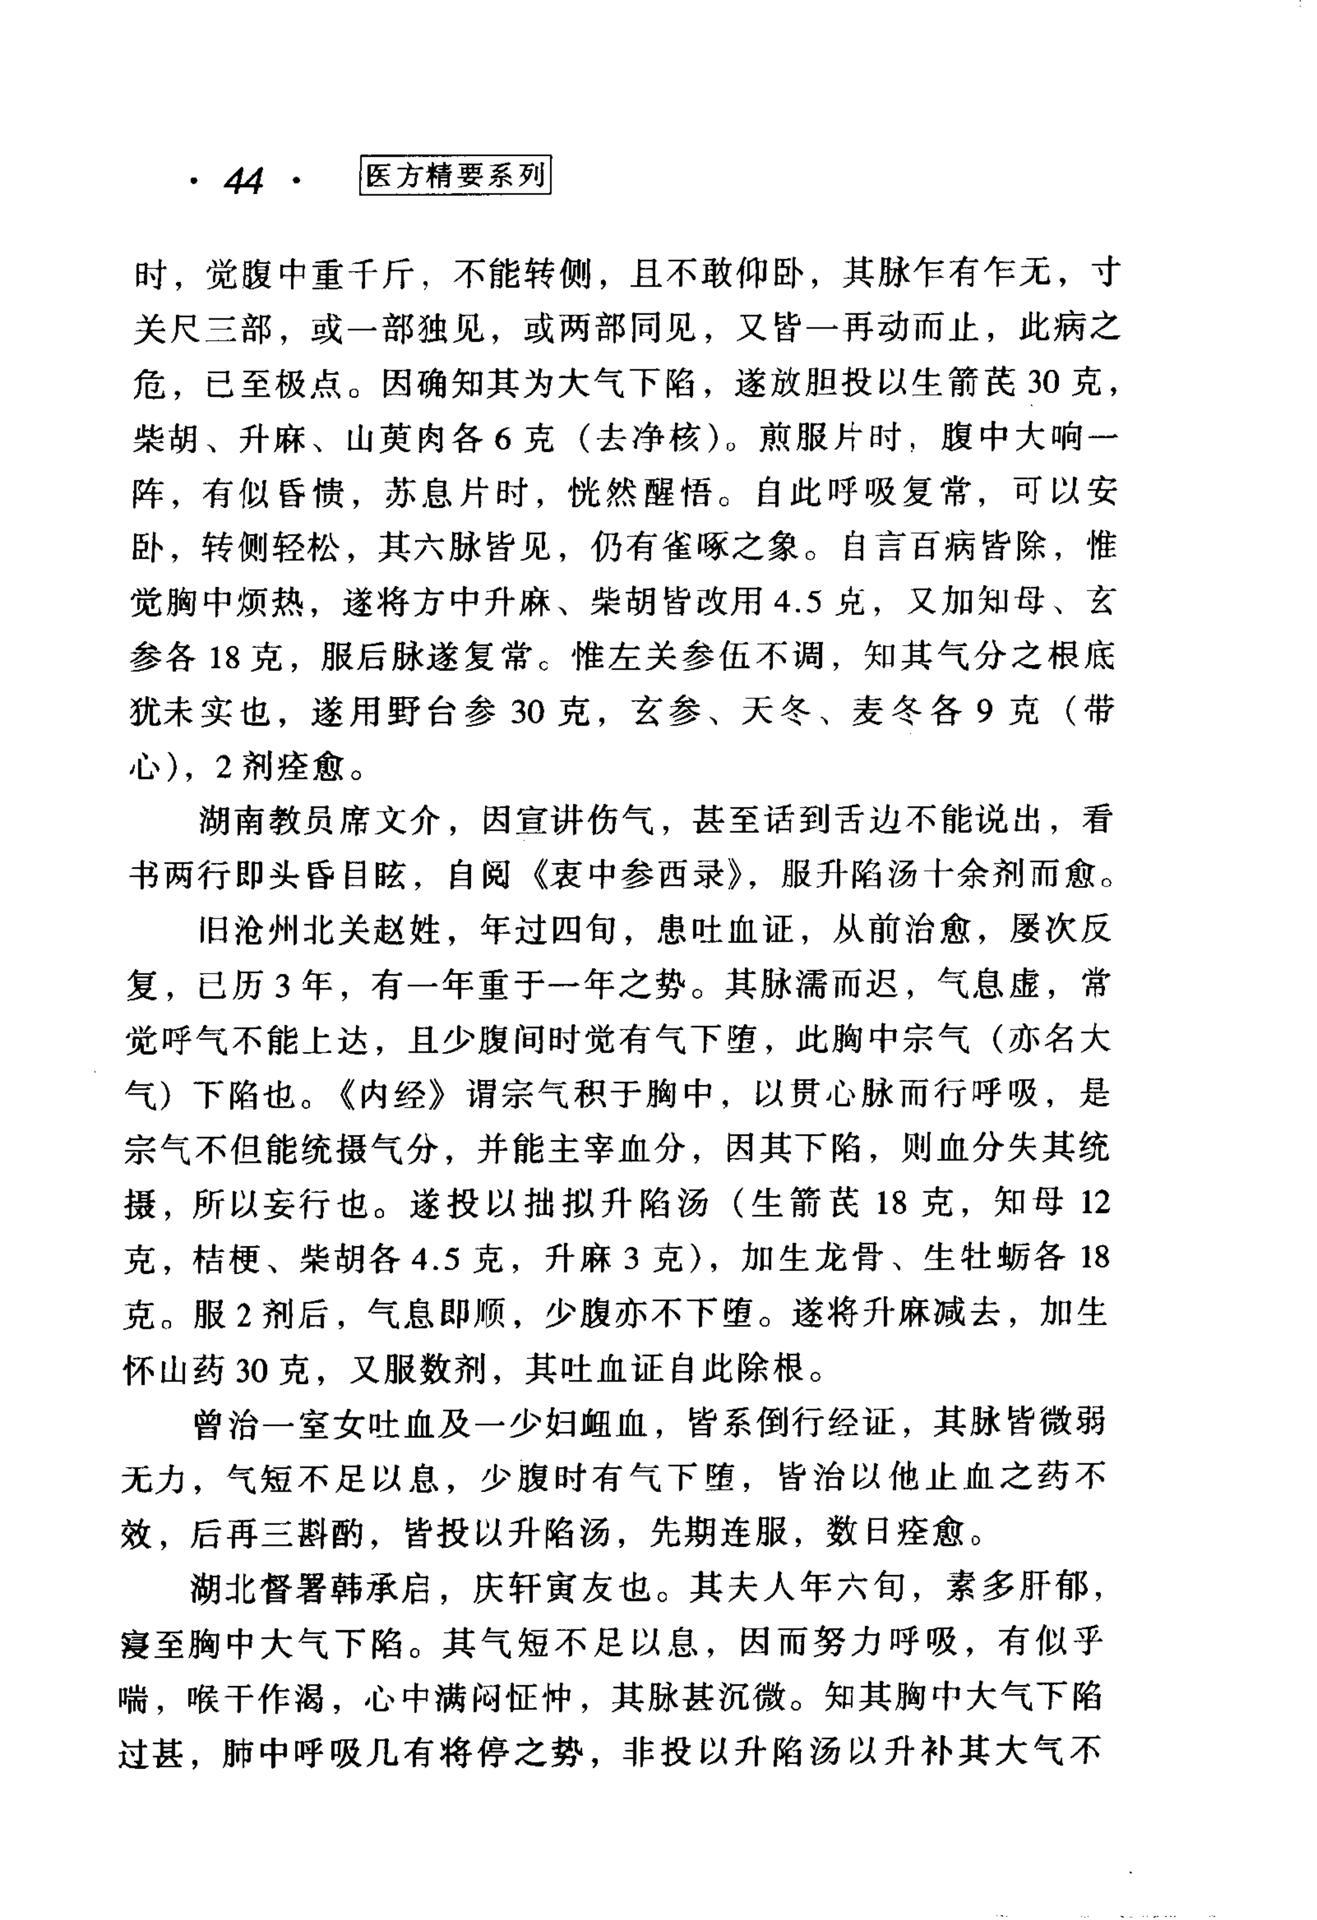 · 44 · 医方精要系列
时，觉腹中重千斤，不能转侧，且不敢仰卧，其脉乍有乍无，寸
关尺三部，或一部独见，或两部同见，又皆一再动而止，此病之
危，已至极点。因确知其为大气下陷，遂放胆投以生箭芪 30 克，
柴胡、升麻、山萸肉各 6 克（去净核）。煎服片时，腹中大响一
阵，有似昏愦，苏息片时，恍然醒悟。自此呼吸复常，可以安
卧，转侧轻松，其六脉皆见，仍有雀啄之象。自言百病皆除，惟
觉胸中烦热，遂将方中升麻、柴胡皆改用 4.5 克，又加知母、玄
参各 18 克，服后脉遂复常。惟左关参伍不调，知其气分之根底
犹未实也，遂用野台参 30 克，玄参、天冬、麦冬各 9 克（带
心），2 剂痊愈。
湖南教员席文介，因宣讲伤气，甚至话到舌边不能说出，看
书两行即头昏目眩，自阅《衷中参西录》，服升陷汤十余剂而愈。
旧沧州北关赵姓，年过四旬，患吐血证，从前治愈，屡次反
复，已历 3 年，有一年重于一年之势。其脉濡而迟，气息虚，常
觉呼气不能上达，且少腹间时觉有气下堕，此胸中宗气（亦名大
气）下陷也。《内经》谓宗气积于胸中，以贯心脉而行呼吸，是
宗气不但能统摄气分，并能主宰血分，因其下陷，则血分失其统
摄，所以妄行也。遂投以拙拟升陷汤（生箭芪 18 克，知母 12
克，桔梗、柴胡各 4.5 克，升麻 3 克），加生龙骨、生牡蛎各 18
克。服 2 剂后，气息即顺，少腹亦不下堕。遂将升麻减去，加生
怀山药 30 克，又服数剂，其吐血证自此除根。
曾治一室女吐血及一少妇衄血，皆系倒行经证，其脉皆微弱
无力，气短不足以息，少腹时有气下堕，皆治以他止血之药不
效，后再三斟酌，皆投以升陷汤，先期连服，数日痊愈。
湖北督署韩承启，庆轩寅友也。其夫人年六旬，素多肝郁，
寖至胸中大气下陷。其气短不足以息，因而努力呼吸，有似乎
喘，喉干作渴，心中满闷怔忡，其脉甚沉微。知其胸中大气下陷
过甚，肺中呼吸几有将停之势，非投以升陷汤以升补其大气不